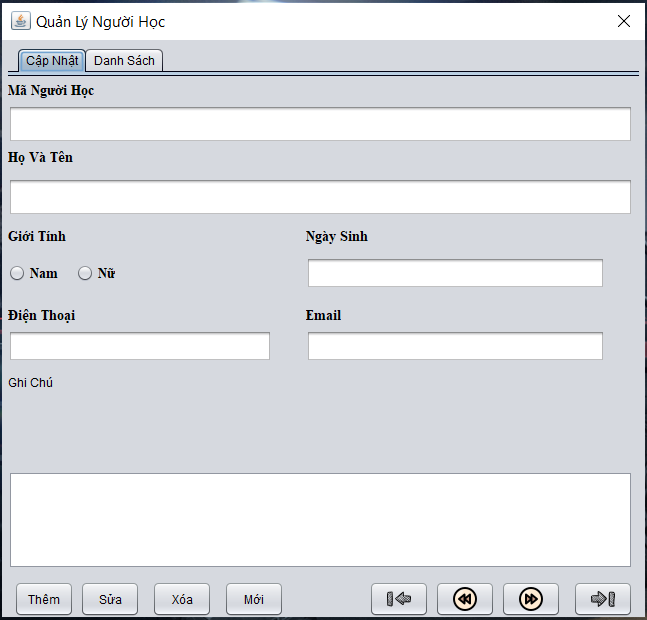 Quản Lý Người Học
Cập Nhật Danh Sách
Mã Người Học
Họ Và Tên
Giới Tính Ngày Sinh
Nam Nữ
Điện Thoại Email
Ghi Chú
Thêm Sửa Xóa Mới